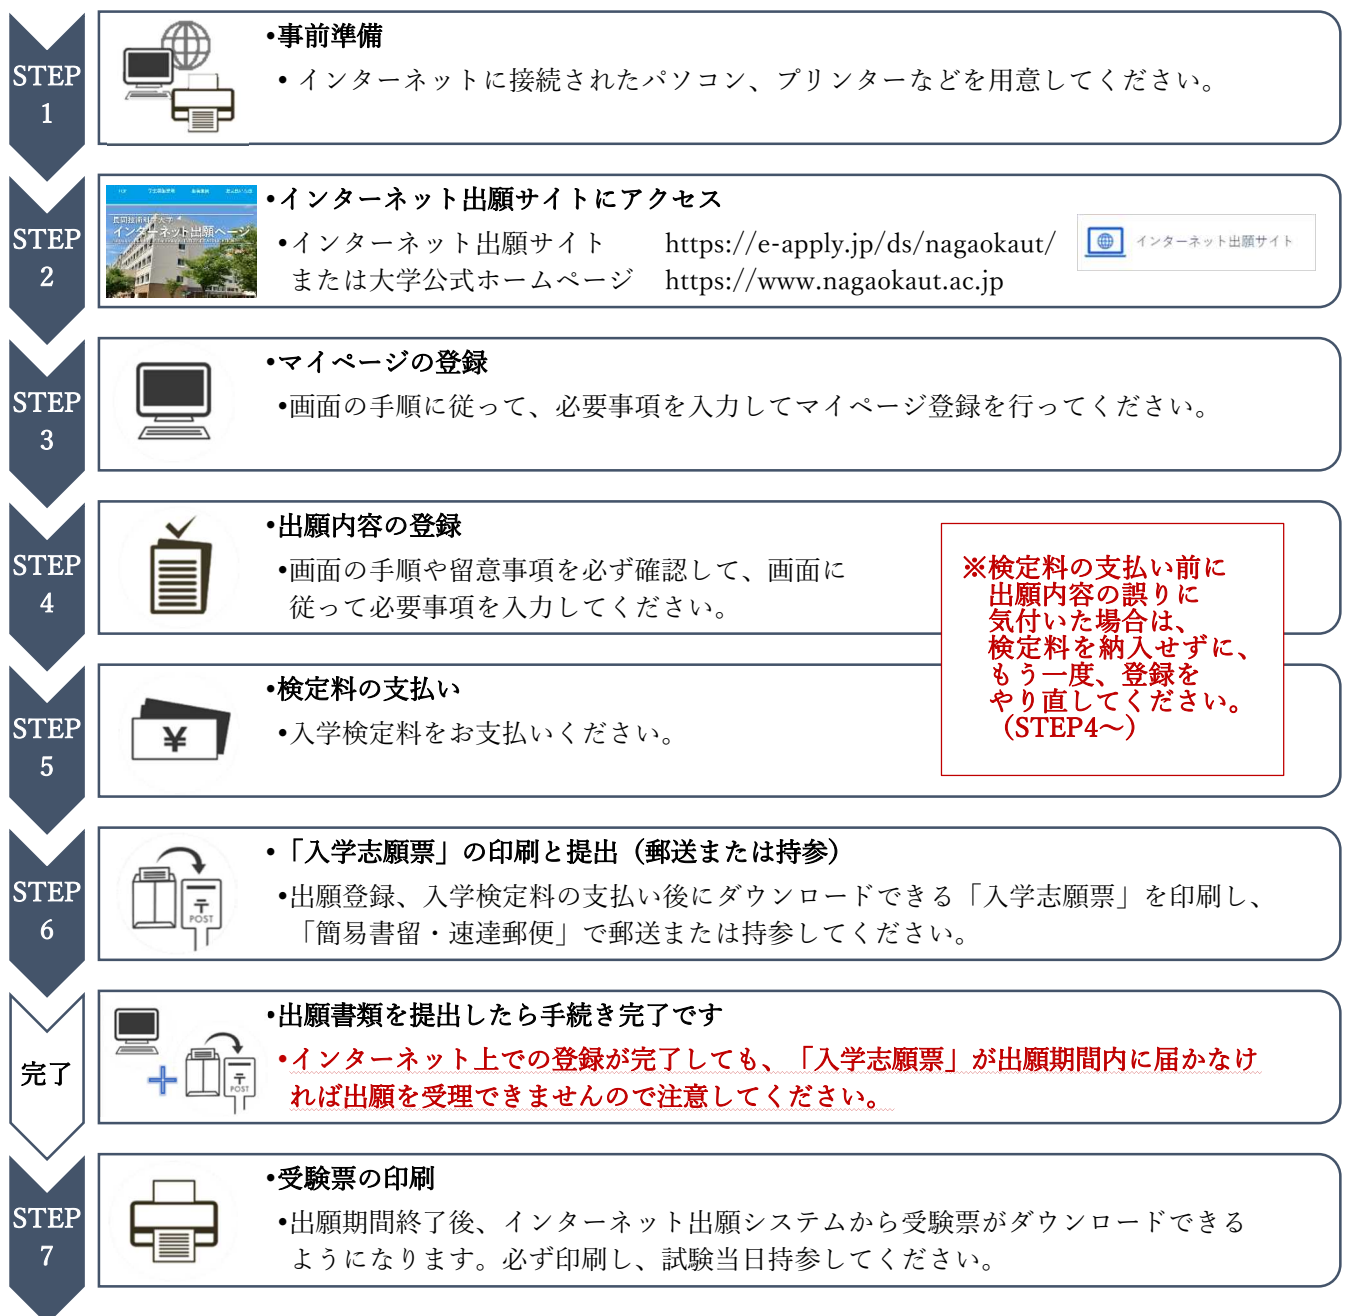 STEP
1
•事前準備
•インターネットに接続されたパソコン、プリンターなどを用意してください。
STEP
2
長岡技術科学大学
インターネット出願ページ
•インターネット出願サイトにアクセス
•インターネット出願サイト https://e-apply.jp/ds/nagaokaut/
または大学公式ホームページ https://www.nagaokaut.ac.jp
インターネット出願サイト
STEP
3
•マイページの登録
•画面の手順に従って、必要事項を入力してマイページ登録を行ってください。
STEP
4
•出願内容の登録
•画面の手順や留意事項を必ず確認して、画面に
従って必要事項を入力してください。
※検定料の支払い前に
出願内容の誤りに
気付いた場合は、
検定料を納入せずに、
もう一度、登録を
やり直してください。
（STEP4～）
STEP
5
¥
•検定料の支払い
•入学検定料をお支払いください。
STEP
6
〒
POST
•「入学志願票」の印刷と提出（郵送または持参）
•出願登録、入学検定料の支払い後にダウンロードできる「入学志願票」を印刷し、
「簡易書留・速達郵便」で郵送または持参してください。
完了
〒
POST
•出願書類を提出したら手続き完了です
•インターネット上での登録が完了しても、「入学志願票」が出願期間内に届かなけ
れば出願を受理できませんので注意してください。
STEP
7
•受験票の印刷
•出願期間終了後、インターネット出願システムから受験票がダウンロードできる
ようになります。必ず印刷し、試験当日持参してください。